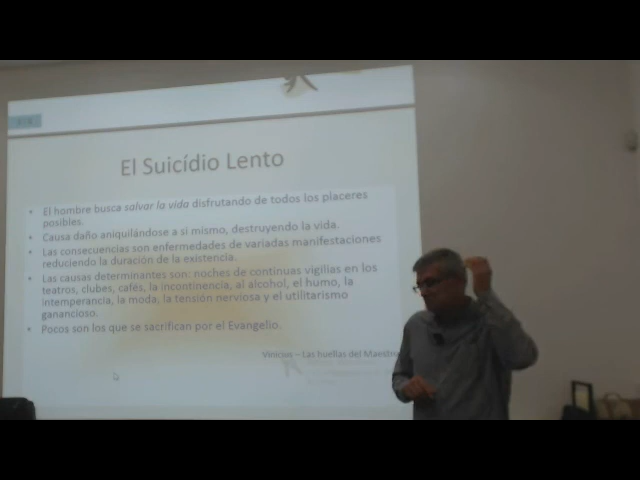 El Suicídio Lento
• El hombre busca salvar la vida disfrutando de todos los placeres
posibles.
• Causa daño aniquilándose a si mismo, destruyendo la vida.
• Las consecuencias son enfermedades de variadas manifestaciones
reduciendo la duración de la existencia.
• Las causas determinantes son: noches de continuas vigilias en los
teatros, clubes, cafés, la incontinencia, al alcohol, el humo, la
intemperancia, la moda, la tensión nerviosa y el utilitarismo
ganancioso.
• Pocos son los que se sacrifican por el Evangelio.
Vinicius – Las huellas del Maestro